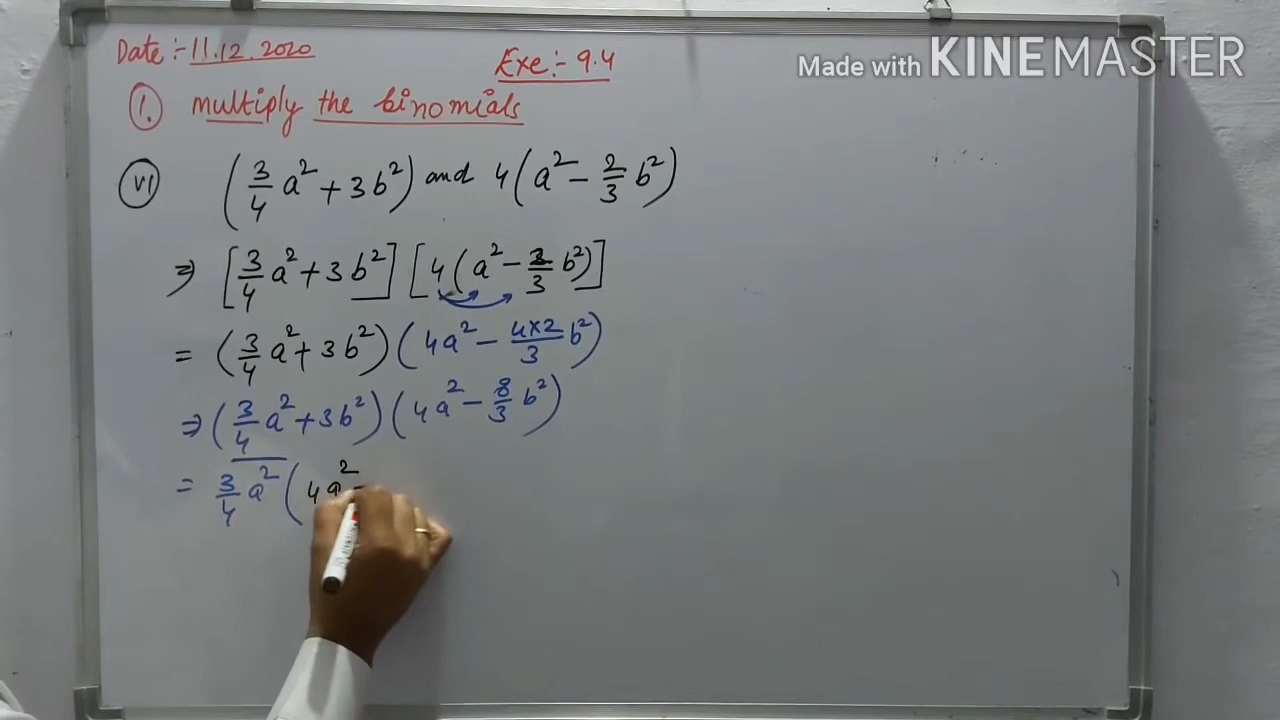 Date :- 11.12.2020
Exe:- 9.4
Made with KINEMASTER
1. multiply the binomials
vi (3/4 a² + 3b²) and 4(a² - 2/3 b²)
⇒ [3/4 a² + 3b²] [4(a² - 2/3 b²)]
= (3/4 a² + 3b²) (4a² - 4×2/3 b²)
⇒ (3/4 a² + 3b²) (4a² - 8/3 b²)
= 3/4 a² (4a² -